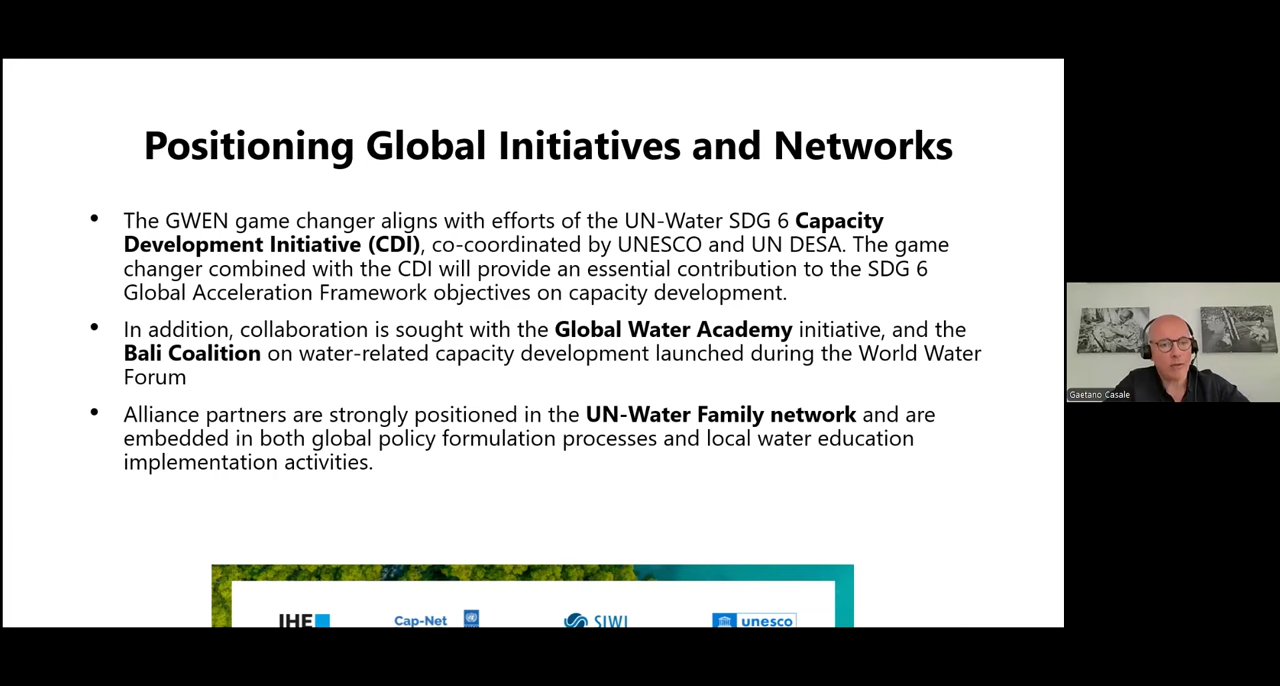 Positioning Global Initiatives and Networks
• The GWEN game changer aligns with efforts of the UN-Water SDG 6 Capacity
Development Initiative (CDI), co-coordinated by UNESCO and UN DESA. The game
changer combined with the CDI will provide an essential contribution to the SDG 6
Global Acceleration Framework objectives on capacity development.
• In addition, collaboration is sought with the Global Water Academy initiative, and the
Bali Coalition on water-related capacity development launched during the World Water
Forum
• Alliance partners are strongly positioned in the UN-Water Family network and are
embedded in both global policy formulation processes and local water education
implementation activities.
IHE Cap-Net SIWI unesco
Gaetano Casale